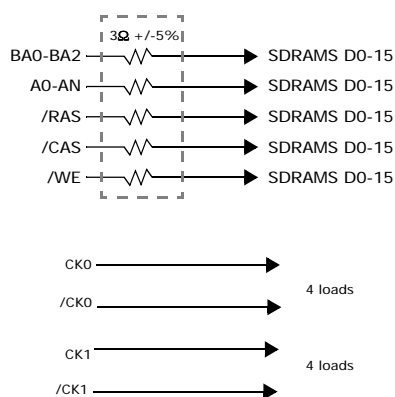 3Ω +/-5%
BA0-BA2 SDRAMS D0-15
A0-AN SDRAMS D0-15
/RAS SDRAMS D0-15
/CAS SDRAMS D0-15
/WE SDRAMS D0-15
CK0
/CK0
4 loads
CK1
/CK1
4 loads